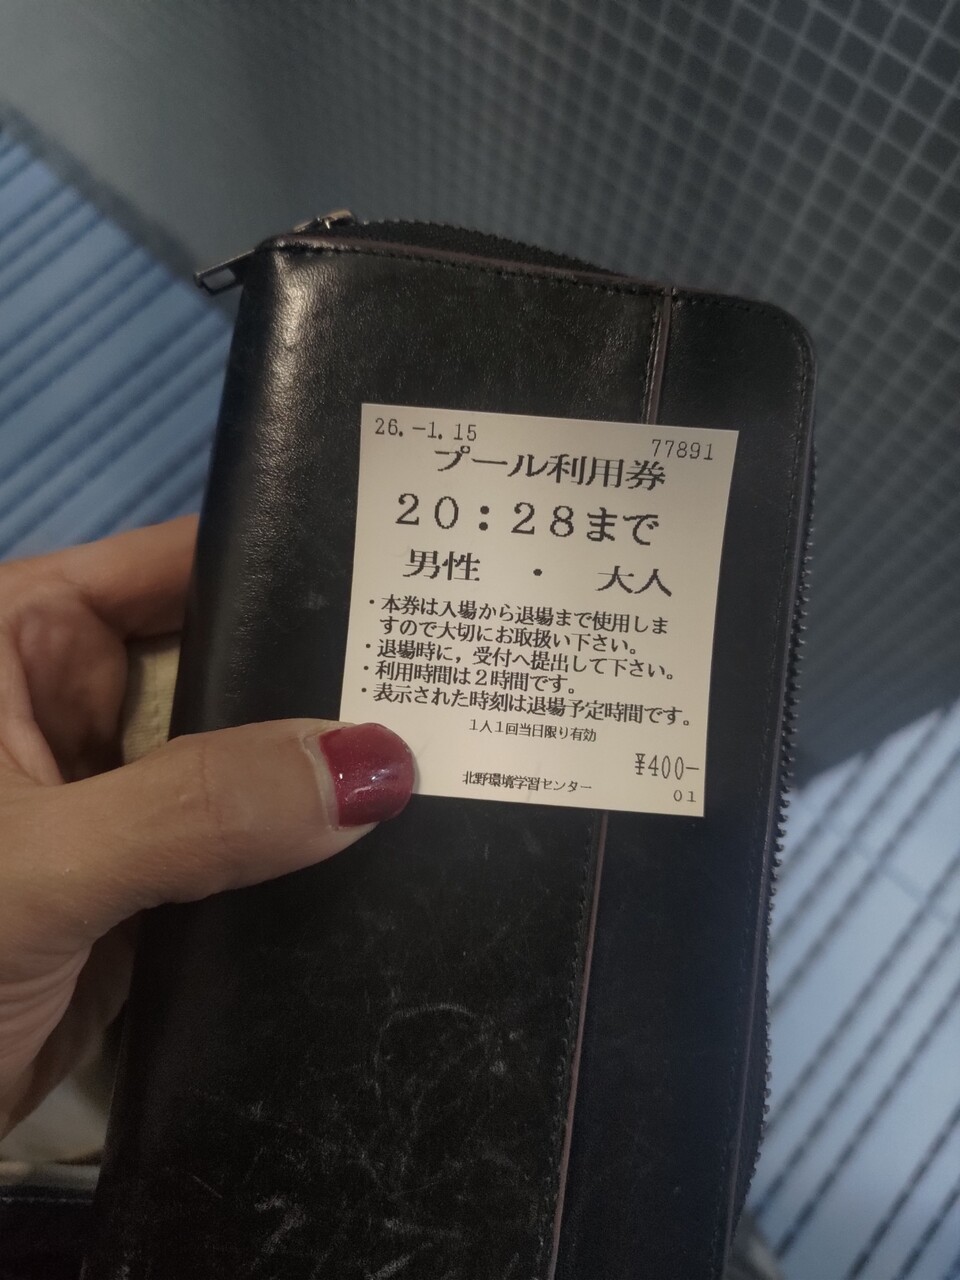 26.-1.15
77891
プール利用券
20:28まで
男性 ・ 大人
・本券は入場から退場まで使用しま
すので大切にお取扱い下さい。
・退場時に，受付へ提出して下さい。
・利用時間は２時間です。
・表示された時刻は退場予定時間です。
１人１回当日限り有効
¥400-
北野環境学習センター
01